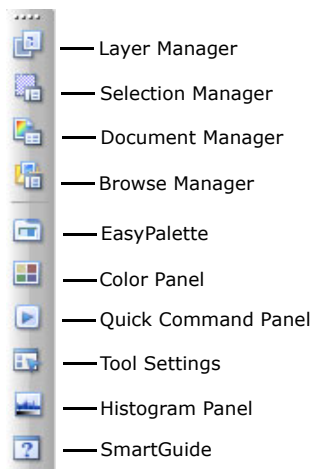 Layer Manager
Selection Manager
Document Manager
Browse Manager
EasyPalette
Color Panel
Quick Command Panel
Tool Settings
Histogram Panel
SmartGuide